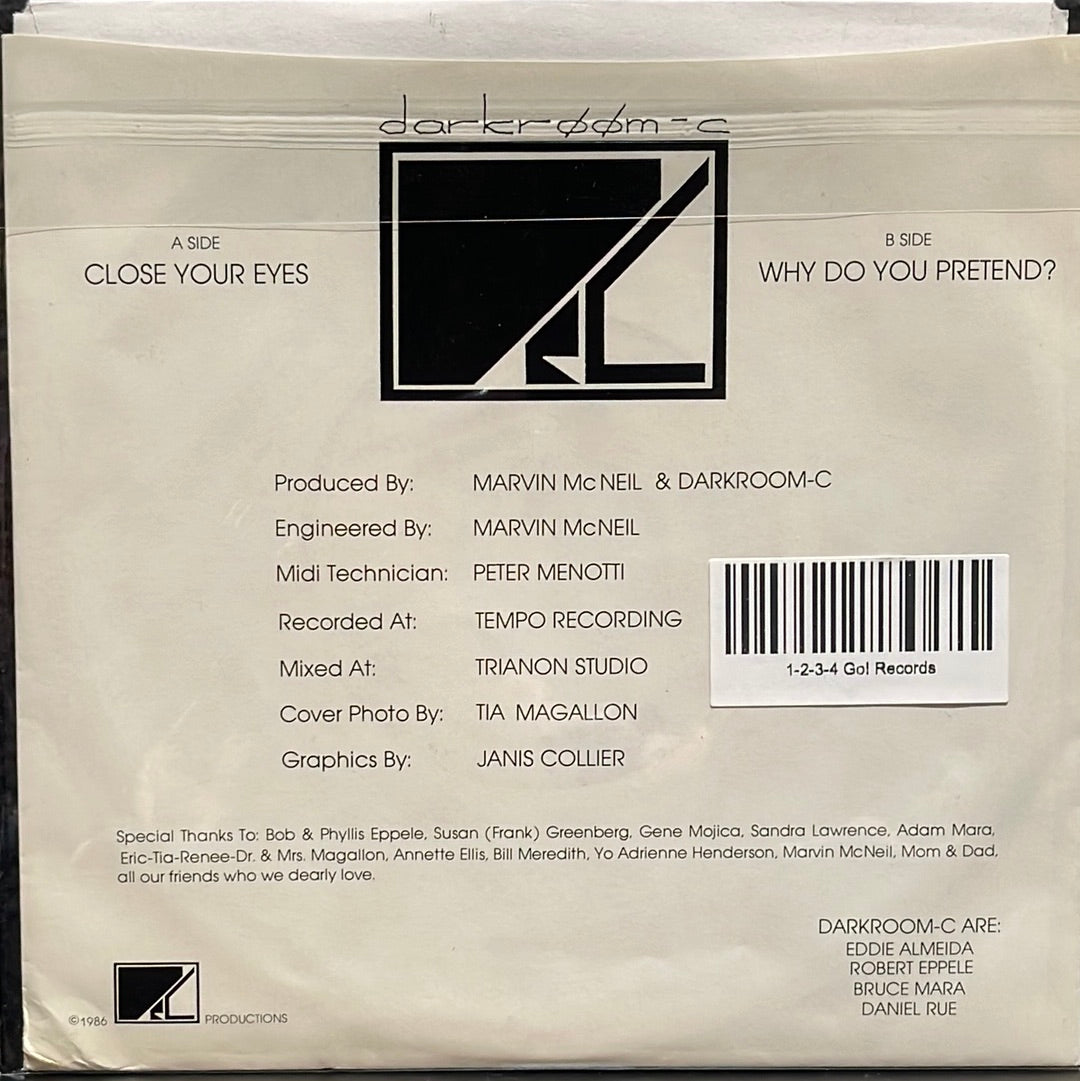 darkrøøm-c
A SIDE
CLOSE YOUR EYES
B SIDE
WHY DO YOU PRETEND?
Produced By: MARVIN McNEIL & DARKROOM-C
Engineered By: MARVIN McNEIL
Midi Technician: PETER MENOTTI
Recorded At: TEMPO RECORDING
Mixed At: TRIANON STUDIO
Cover Photo By: TIA MAGALLON
Graphics By: JANIS COLLIER
1-2-3-4 Go! Records
Special Thanks To: Bob & Phyllis Eppele, Susan (Frank) Greenberg, Gene Mojica, Sandra Lawrence, Adam Mara,
Eric-Tia-Renee-Dr. & Mrs. Magallon, Annette Ellis, Bill Meredith, Yo Adrienne Henderson, Marvin McNeil, Mom & Dad,
all our friends who we dearly love.
DARKROOM-C ARE:
EDDIE ALMEIDA
ROBERT EPPELE
BRUCE MARA
DANIEL RUE
©1986 PRODUCTIONS